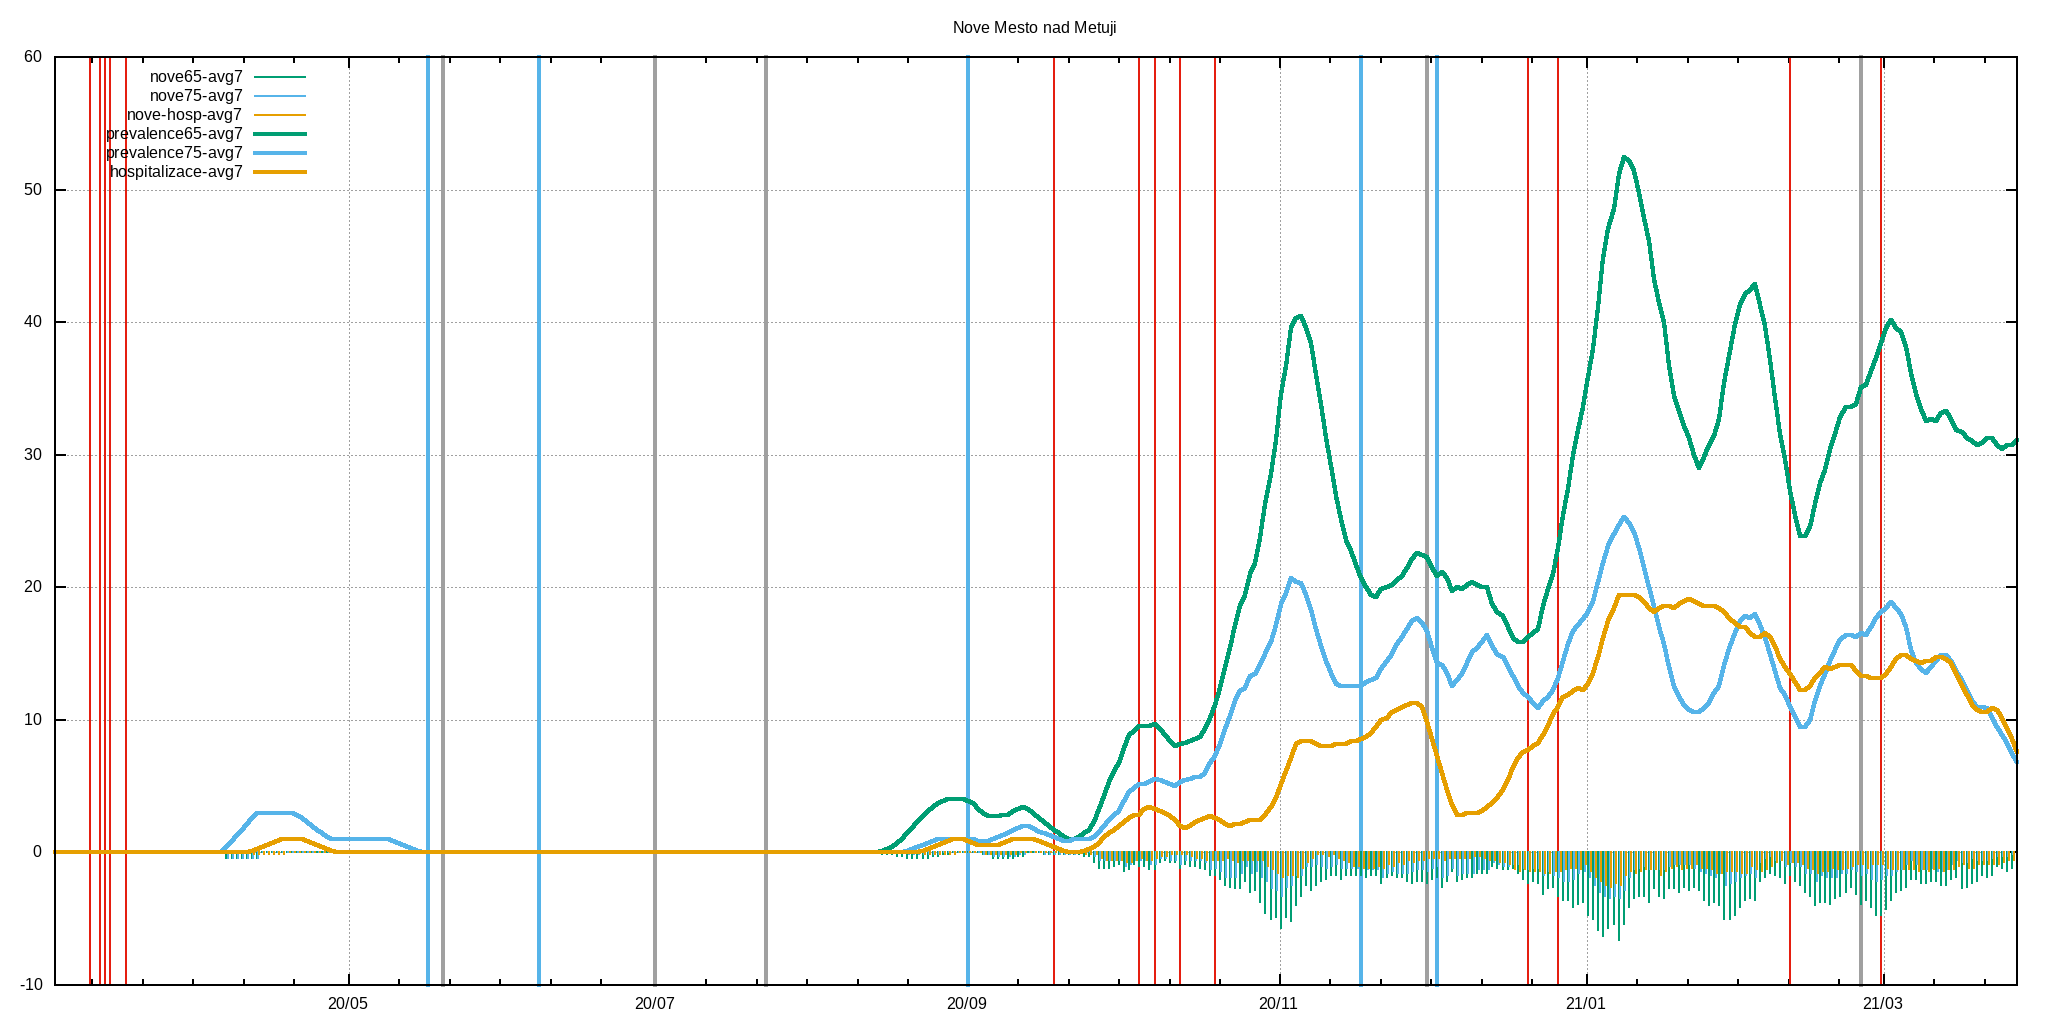 Nove Mesto nad Metuji
60
nove65-avg7
nove75-avg7
nove-hosp-avg7
prevalence65-avg7
prevalence75-avg7
hospitalizace-avg7
50
40
30
20
10
0
-10
20/05 20/07 20/09 20/11 21/01 21/03